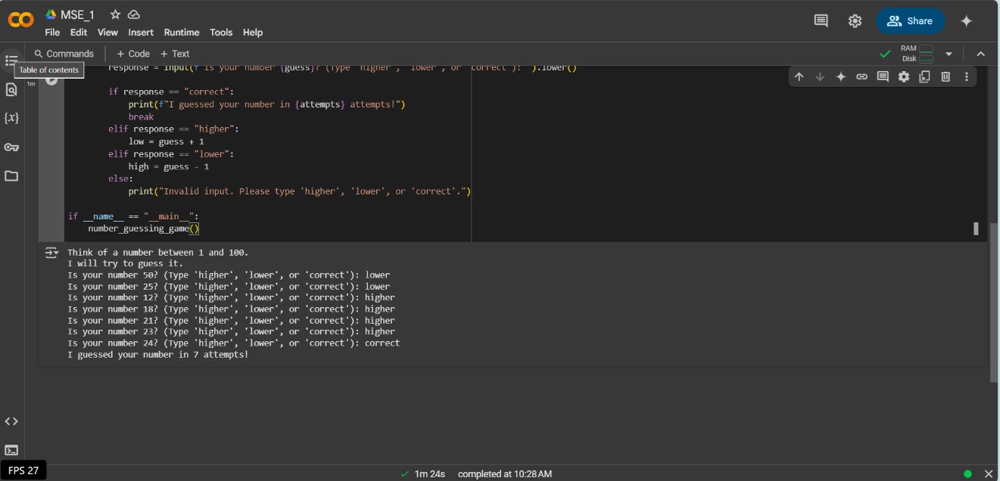 MSE_1
File Edit View Insert Runtime Tools Help
Share
Commands + Code + Text
RAM
Disk
Table of contents
response = input(f"Is your number {guess}? (Type 'higher', 'lower', or 'correct'): ").lower()
1m
if response == "correct":
print(f"I guessed your number in {attempts} attempts!")
break
elif response == "higher":
low = guess + 1
elif response == "lower":
high = guess - 1
else:
print("Invalid input. Please type 'higher', 'lower', or 'correct'.")
if __name__ == "__main__":
number_guessing_game()
Think of a number between 1 and 100.
I will try to guess it.
Is your number 50? (Type 'higher', 'lower', or 'correct'): lower
Is your number 25? (Type 'higher', 'lower', or 'correct'): lower
Is your number 12? (Type 'higher', 'lower', or 'correct'): higher
Is your number 18? (Type 'higher', 'lower', or 'correct'): higher
Is your number 21? (Type 'higher', 'lower', or 'correct'): higher
Is your number 23? (Type 'higher', 'lower', or 'correct'): higher
Is your number 24? (Type 'higher', 'lower', or 'correct'): correct
I guessed your number in 7 attempts!
FPS 27
1m 24s completed at 10:28 AM